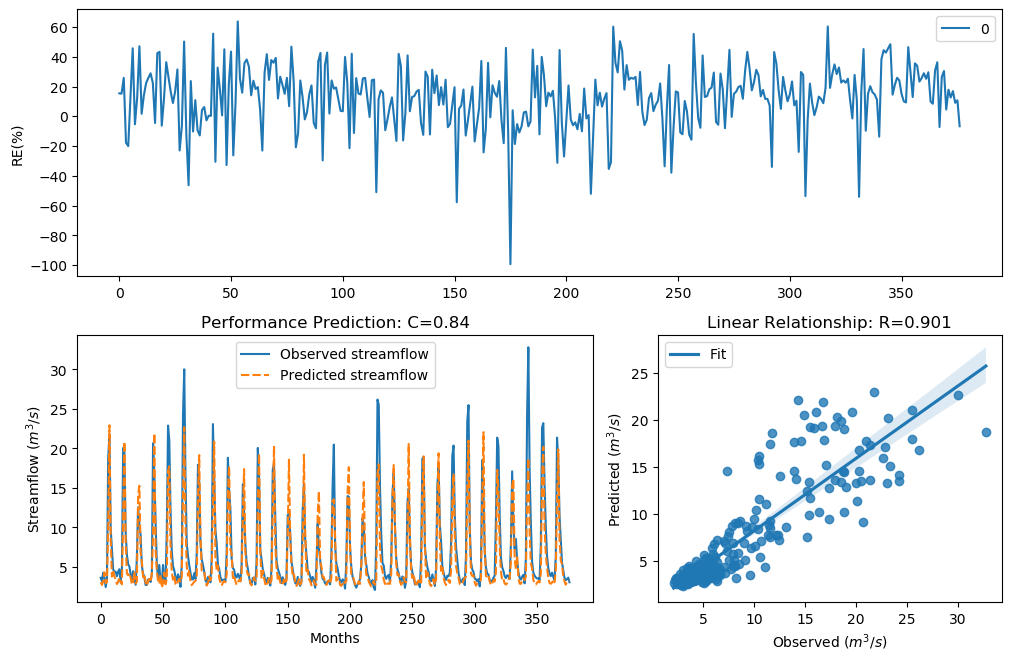 60
40
20
0
−20
−40
−60
−80
−100
RE(%)
0
0 50 100 150 200 250 300 350
Performance Prediction: C=0.84
Observed streamflow
Predicted streamflow
30
25
20
15
10
5
Streamflow (m³/s)
0 50 100 150 200 250 300 350
Months
Linear Relationship: R=0.901
Fit
25
20
15
10
5
Predicted (m³/s)
5 10 15 20 25 30
Observed (m³/s)